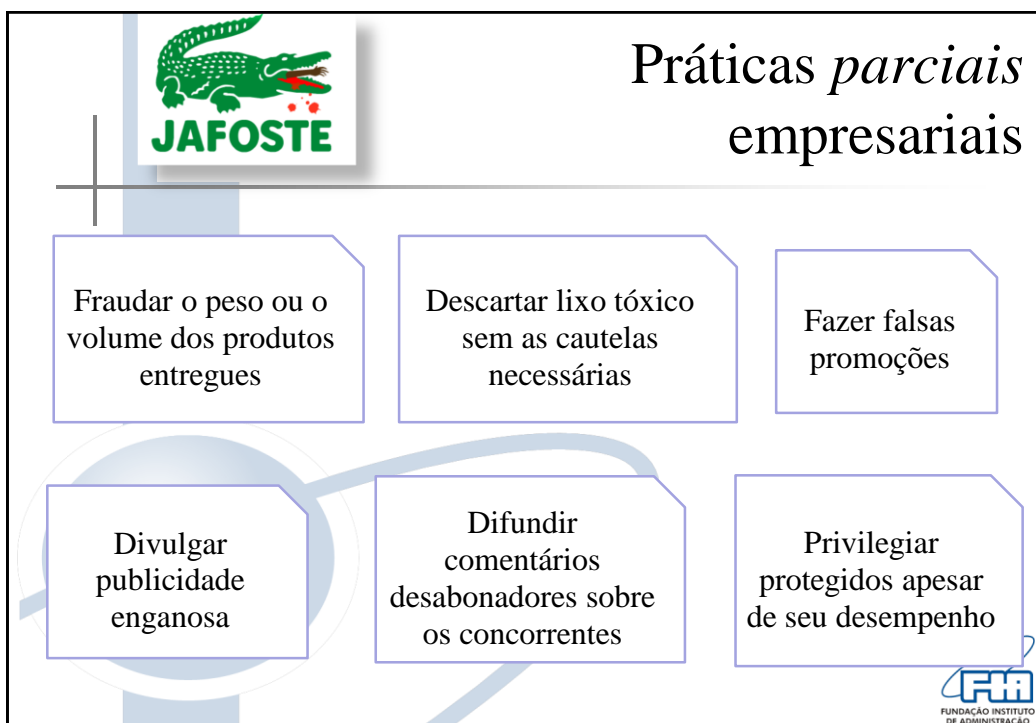 JAFOSTE
Práticas parciais
empresariais
Fraudar o peso ou o
volume dos produtos
entregues
Descartar lixo tóxico
sem as cautelas
necessárias
Fazer falsas
promoções
Divulgar
publicidade
enganosa
Difundir
comentários
desabonadores sobre
os concorrentes
Privilegiar
protegidos apesar
de seu desempenho
FIA
FUNDAÇÃO INSTITUTO
DE ADMINISTRAÇÃO